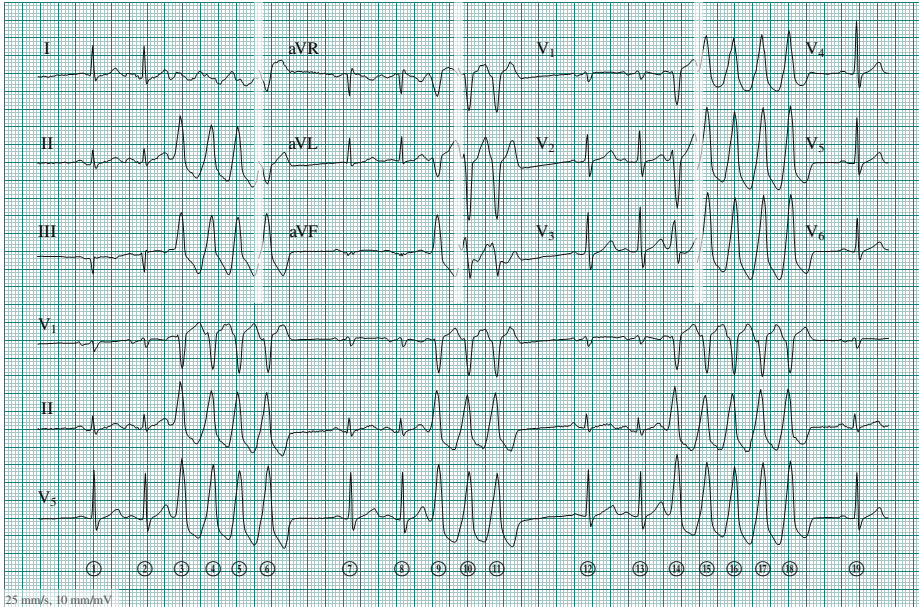 I aVR V₁ V₄
II aVL V₂ V₅
III aVF V₃ V₆
V₁
II
V₅
① ② ③ ④ ⑤ ⑥ ⑦ ⑧ ⑨ ⑩ ⑪ ⑫ ⑬ ⑭ ⑮ ⑯ ⑰ ⑱ ⑲
25 mm/s, 10 mm/mV